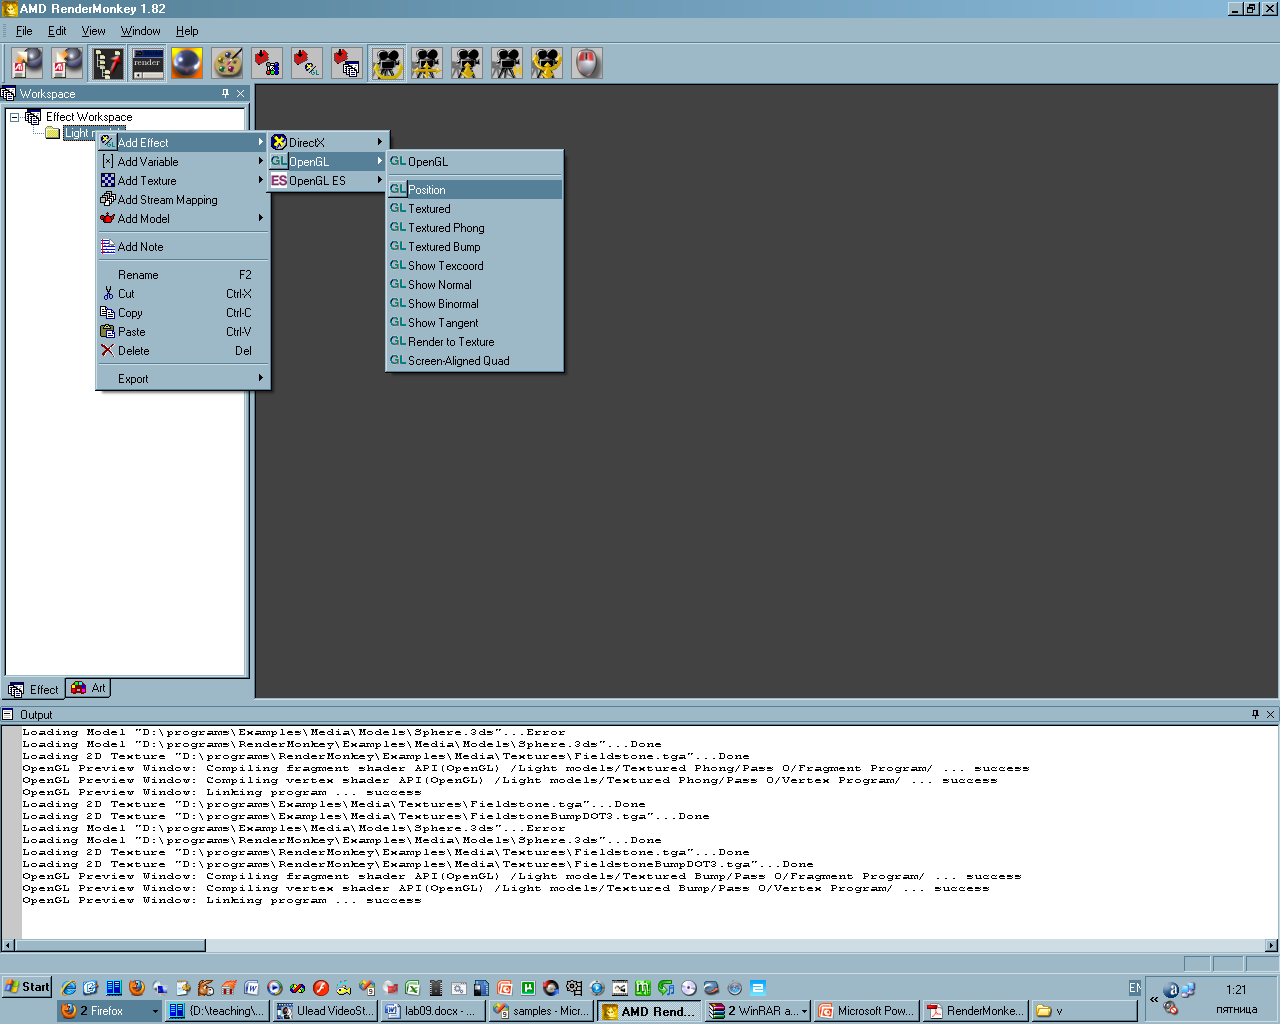 AMD RenderMonkey 1.82
File Edit View Window Help
Workspace
Effect Workspace
Add Effect
Add Variable
Add Texture
Add Stream Mapping
Add Model
Add Note
Rename F2
Cut Ctrl-X
Copy Ctrl-C
Paste Ctrl-V
Delete Del
Export
DirectX
GL OpenGL
ES OpenGL ES
GL OpenGL
GL Position
GL Textured
GL Textured Phong
GL Textured Bump
GL Show Texcoord
GL Show Normal
GL Show Binormal
GL Show Tangent
GL Render to Texture
GL Screen-Aligned Quad
Effect Art
Output
Loading Model "D:\programs\Examples\Media\Models\Sphere.3ds"...Error
Loading Model "D:\programs\RenderMonkey\Examples\Media\Models\Sphere.3ds"...Done
Loading 2D Texture "D:\programs\RenderMonkey\Examples\Media\Textures\Fieldstone.tga"...Done
OpenGL Preview Window: Compiling fragment shader API(OpenGL) /Light models/Textured Phong/Pass 0/Fragment Program/ ... success
OpenGL Preview Window: Compiling vertex shader API(OpenGL) /Light models/Textured Phong/Pass 0/Vertex Program/ ... success
OpenGL Preview Window: Linking program ... success
Loading 2D Texture "D:\programs\Examples\Media\Textures\Fieldstone.tga"...Done
Loading 2D Texture "D:\programs\Examples\Media\Textures\FieldstoneBumpDOT3.tga"...Done
Loading Model "D:\programs\Examples\Media\Models\Sphere.3ds"...Error
Loading Model "D:\programs\RenderMonkey\Examples\Media\Models\Sphere.3ds"...Done
Loading 2D Texture "D:\programs\RenderMonkey\Examples\Media\Textures\Fieldstone.tga"...Done
Loading 2D Texture "D:\programs\RenderMonkey\Examples\Media\Textures\FieldstoneBumpDOT3.tga"...Done
OpenGL Preview Window: Compiling fragment shader API(OpenGL) /Light models/Textured Bump/Pass 0/Fragment Program/ ... success
OpenGL Preview Window: Compiling vertex shader API(OpenGL) /Light models/Textured Bump/Pass 0/Vertex Program/ ... success
OpenGL Preview Window: Linking program ... success
Start EN 1:21
2 Firefox {D:\teaching\... Ulead VideoSt... lab09.docx - ... samples - Micr... AMD Rend... 2 WinRAR a... Microsoft Pow... RenderMonke... v пятница